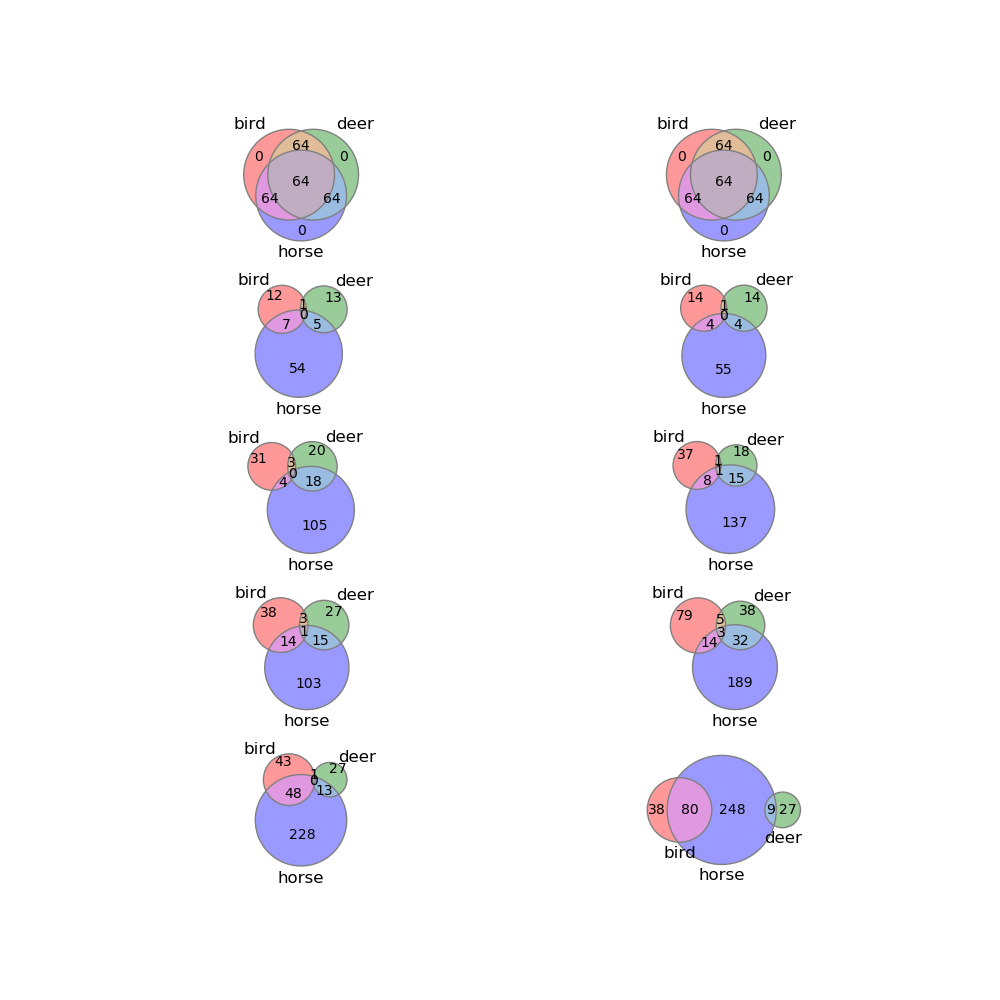 bird deer
0 64 0
64
64 64
0
horse
bird deer
0 64 0
64
64 64
0
horse
bird deer
12 1 13
0
7 5
54
horse
bird deer
14 1 14
0
4 4
55
horse
bird deer
31 3 20
0
4 18
105
horse
bird deer
37 1 18
1
8 15
137
horse
bird deer
38 3 27
1
14 15
103
horse
bird deer
79 5 38
3
14 32
189
horse
bird deer
43 1 27
0
48 13
228
horse
38 80 248 9 27
deer
bird
horse